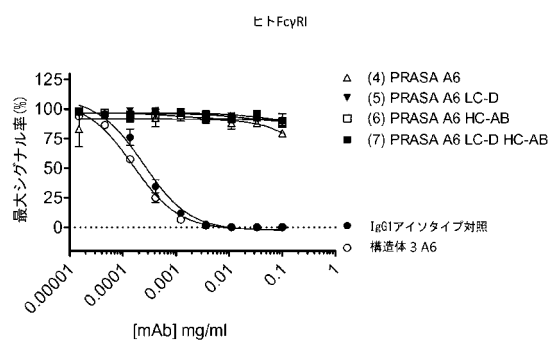 ヒトFcγRI
最大シグナル率(%)
125
100
75
50
25
0
0.00001
0.0001
0.001
0.01
0.1
1
[mAb] mg/ml
(4) PRASA A6
(5) PRASA A6 LC-D
(6) PRASA A6 HC-AB
(7) PRASA A6 LC-D HC-AB
IgG1アイソタイプ対照
構造体 3 A6